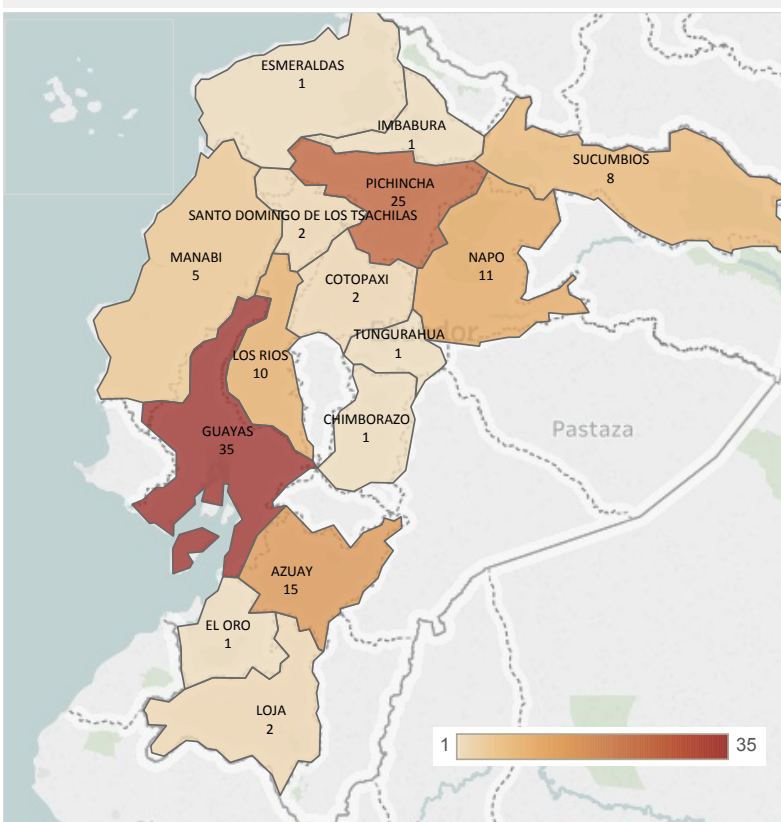 ESMERALDAS
1
IMBABURA
1
SUCUMBIOS
8
PICHINCHA
25
SANTO DOMINGO DE LOS TSACHILAS
2
MANABI
5
NAPO
11
COTOPAXI
2
Ecuador
TUNGURAHUA
1
LOS RIOS
10
CHIMBORAZO
1
Pastaza
GUAYAS
35
AZUAY
15
EL ORO
1
LOJA
2
1
35